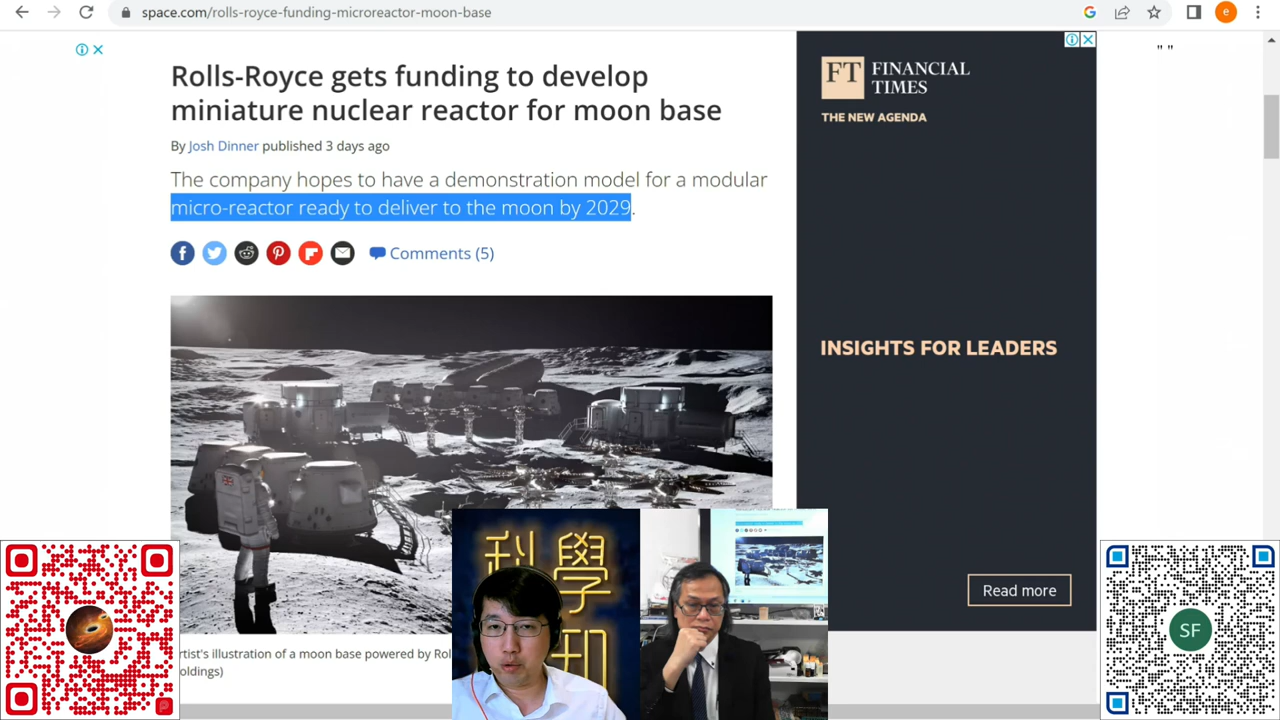 space.com/rolls-royce-funding-microreactor-moon-base
e
" "
Rolls-Royce gets funding to develop
miniature nuclear reactor for moon base
By Josh Dinner published 3 days ago
The company hopes to have a demonstration model for a modular
micro-reactor ready to deliver to the moon by 2029.
Comments (5)
FT FINANCIAL
TIMES
THE NEW AGENDA
INSIGHTS FOR LEADERS
Read more
rtist's illustration of a moon base powered by Rol
oldings)
科學
SF